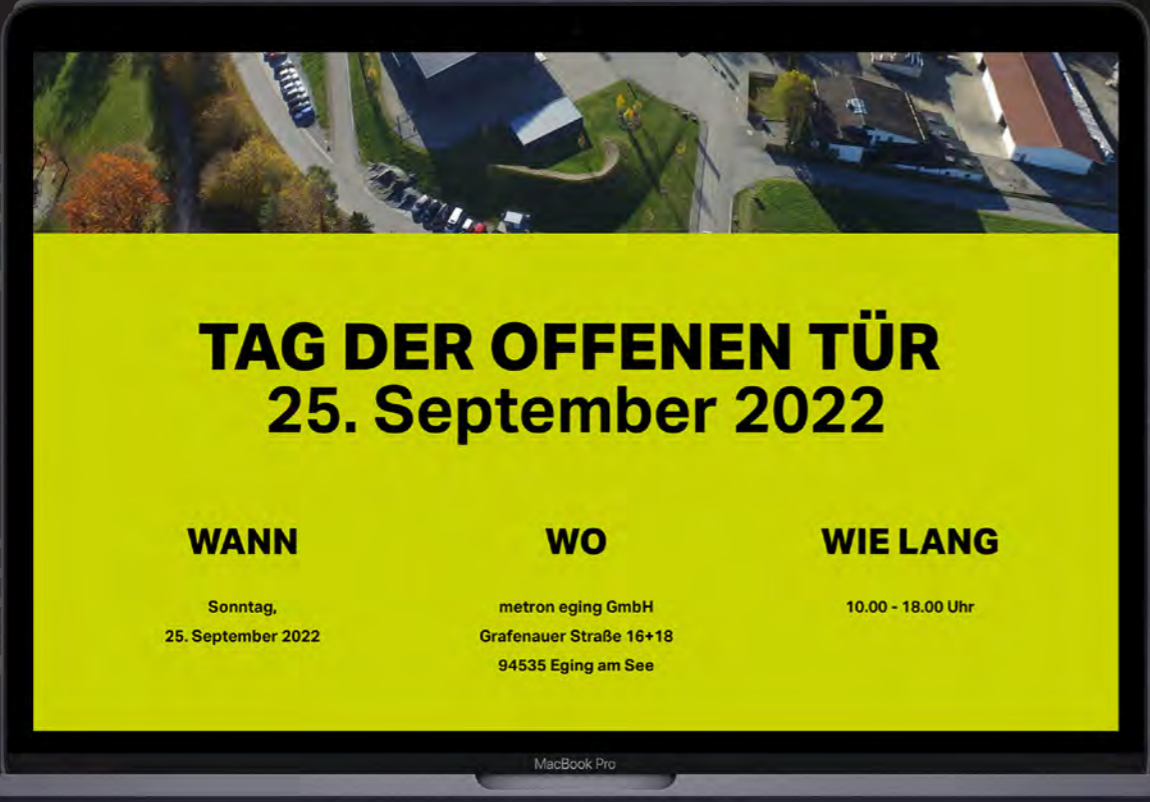 TAG DER OFFENEN TÜR
25. September 2022
WANN
Sonntag,
25. September 2022
WO
metron eging GmbH
Grafenauer Straße 16+18
94535 Eging am See
WIE LANG
10.00 - 18.00 Uhr
MacBook Pro